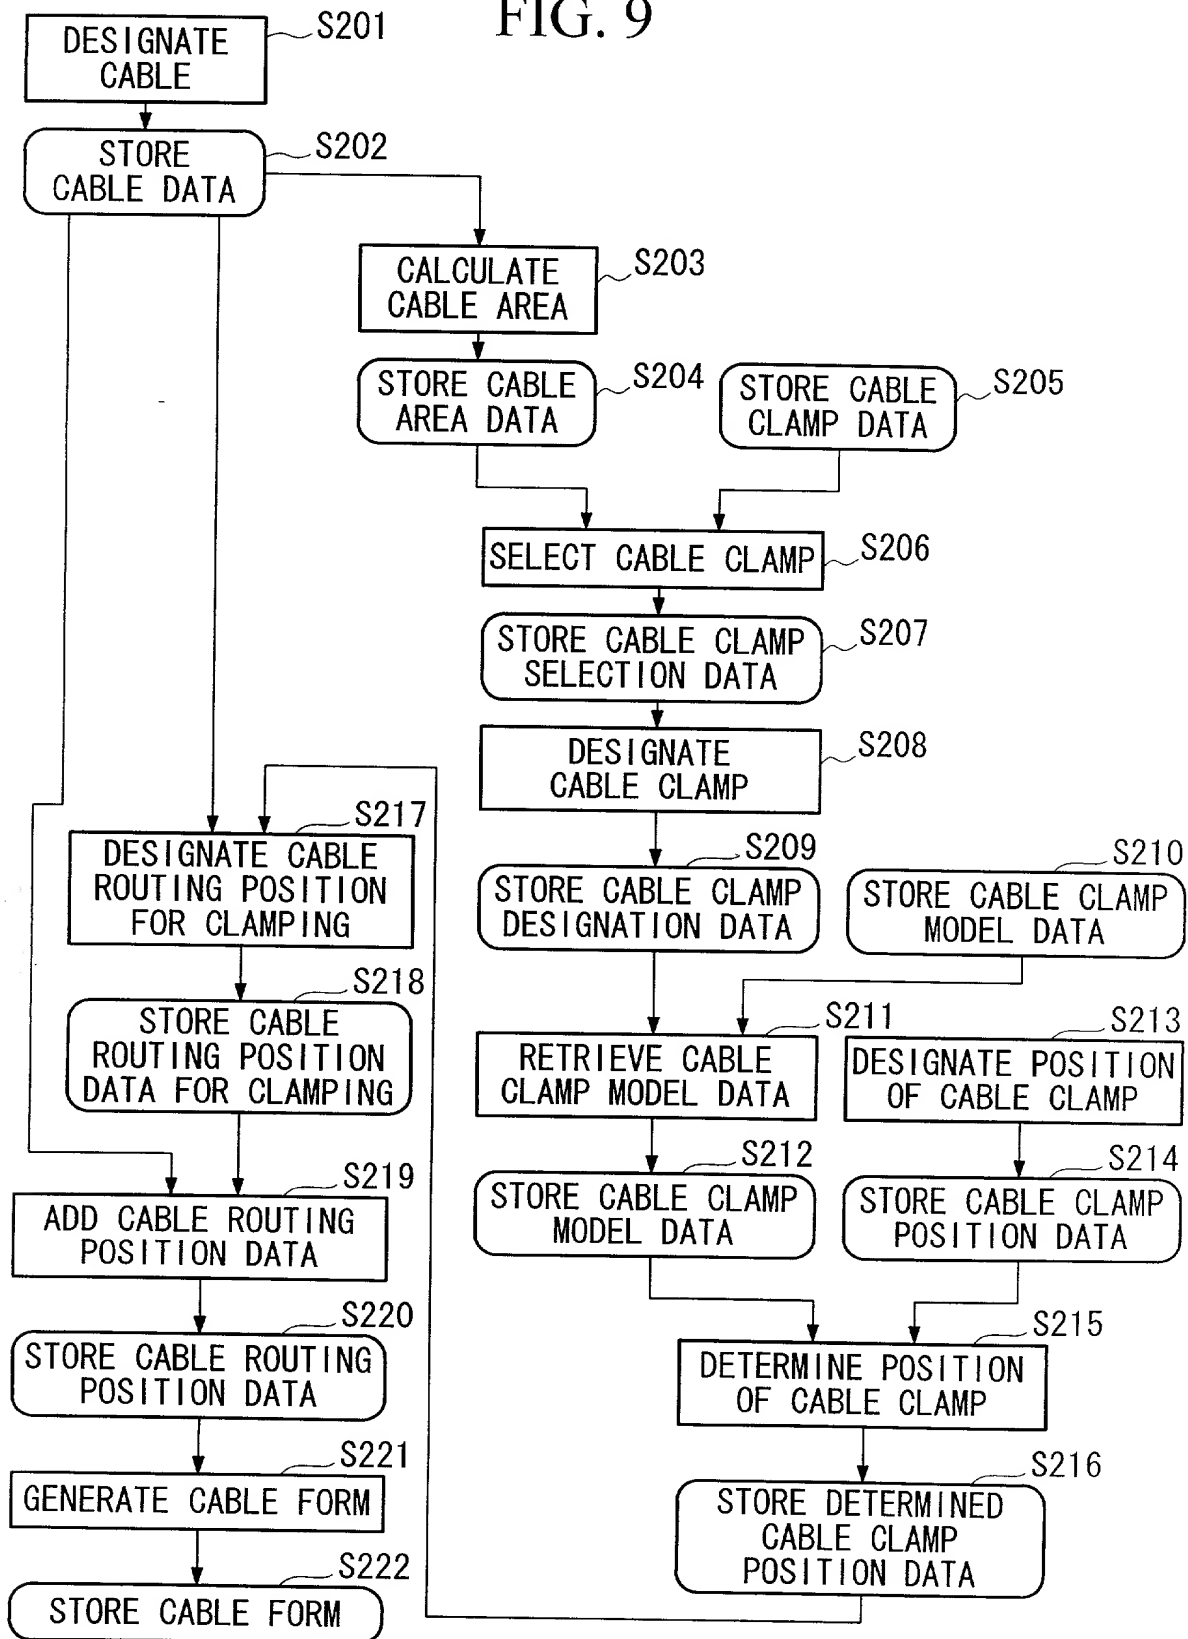 FIG. 9
S201
DESIGNATE
CABLE
S202
STORE
CABLE DATA
S203
CALCULATE
CABLE AREA
S204
STORE CABLE
AREA DATA
S205
STORE CABLE
CLAMP DATA
S206
SELECT CABLE CLAMP
S207
STORE CABLE CLAMP
SELECTION DATA
S208
DESIGNATE
CABLE CLAMP
S209
STORE CABLE CLAMP
DESIGNATION DATA
S210
STORE CABLE CLAMP
MODEL DATA
S211
RETRIEVE CABLE
CLAMP MODEL DATA
S212
STORE CABLE CLAMP
MODEL DATA
S213
DESIGNATE POSITION
OF CABLE CLAMP
S214
STORE CABLE CLAMP
POSITION DATA
S215
DETERMINE POSITION
OF CABLE CLAMP
S216
STORE DETERMINED
CABLE CLAMP
POSITION DATA
S217
DESIGNATE CABLE
ROUTING POSITION
FOR CLAMPING
S218
STORE CABLE
ROUTING POSITION
DATA FOR CLAMPING
S219
ADD CABLE ROUTING
POSITION DATA
S220
STORE CABLE ROUTING
POSITION DATA
S221
GENERATE CABLE FORM
S222
STORE CABLE FORM